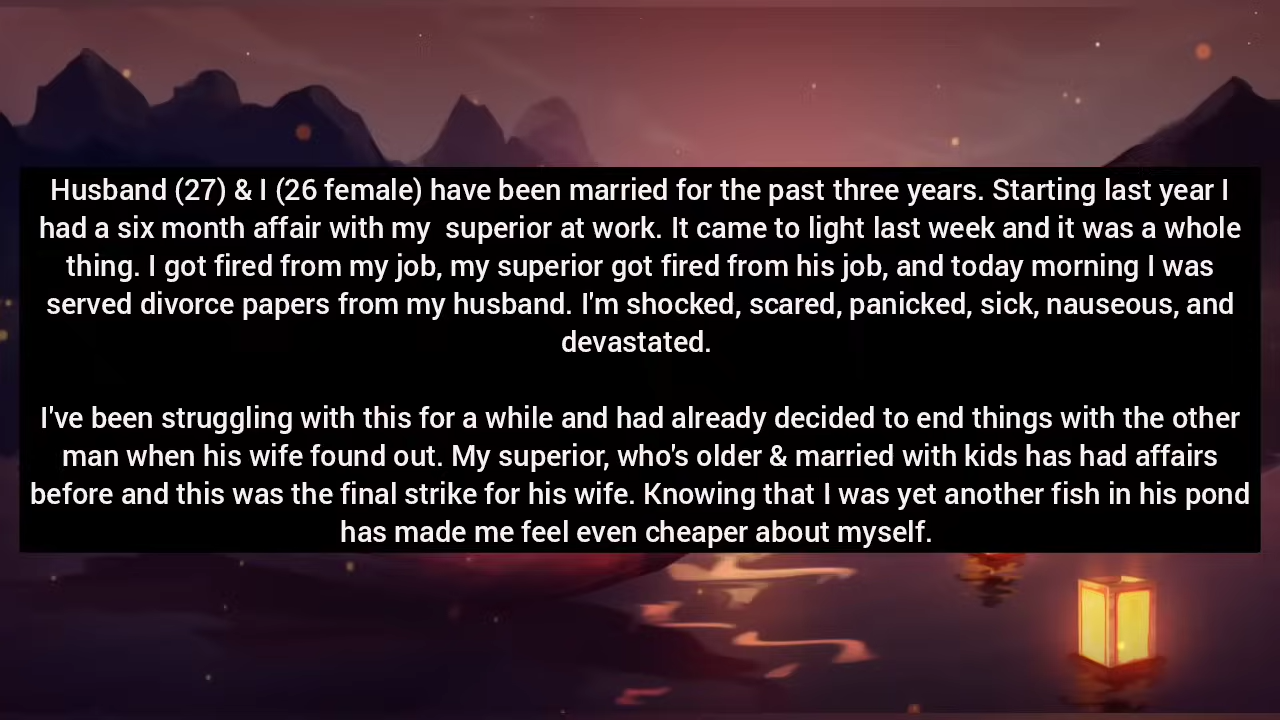 Husband (27) & I (26 female) have been married for the past three years. Starting last year I
had a six month affair with my  superior at work. It came to light last week and it was a whole
thing. I got fired from my job, my superior got fired from his job, and today morning I was
served divorce papers from my husband. I'm shocked, scared, panicked, sick, nauseous, and
devastated.
I've been struggling with this for a while and had already decided to end things with the other
man when his wife found out. My superior, who's older & married with kids has had affairs
before and this was the final strike for his wife. Knowing that I was yet another fish in his pond
has made me feel even cheaper about myself.